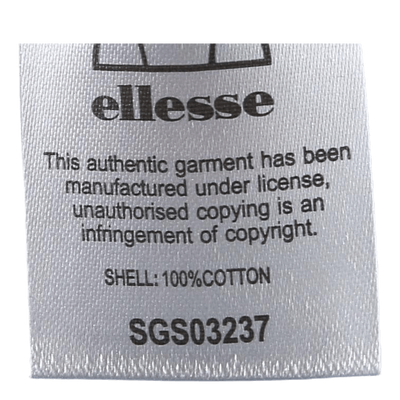 ellesse
This authentic garment has been
manufactured under license,
unauthorised copying is an
infringement of copyright.
SHELL: 100%COTTON
SGS03237